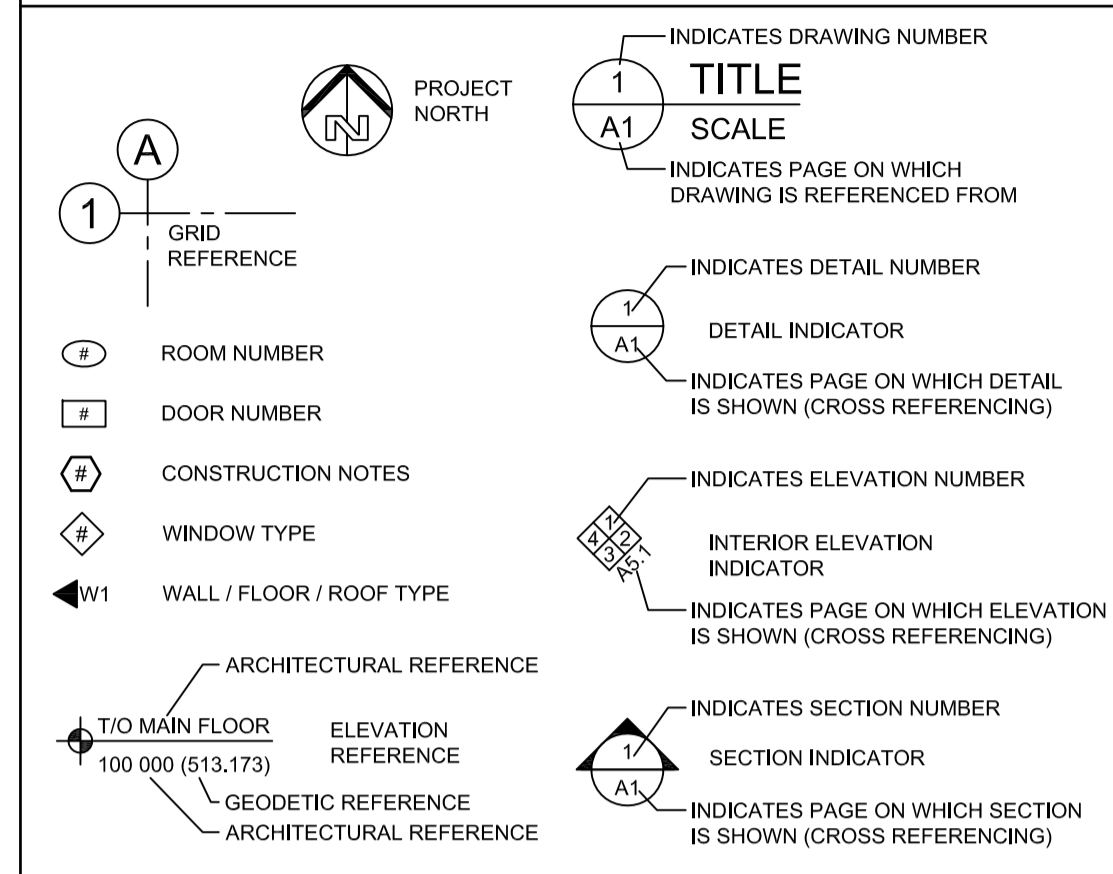 N
PROJECT
NORTH
A
1
GRID
REFERENCE
# ROOM NUMBER
# DOOR NUMBER
# CONSTRUCTION NOTES
# WINDOW TYPE
W1 WALL / FLOOR / ROOF TYPE
ARCHITECTURAL REFERENCE
T/O MAIN FLOOR
100 000 (513.173)
ELEVATION
REFERENCE
GEODETIC REFERENCE
ARCHITECTURAL REFERENCE
INDICATES DRAWING NUMBER
1 TITLE
A1 SCALE
INDICATES PAGE ON WHICH
DRAWING IS REFERENCED FROM
INDICATES DETAIL NUMBER
1
A1
DETAIL INDICATOR
INDICATES PAGE ON WHICH DETAIL
IS SHOWN (CROSS REFERENCING)
INDICATES ELEVATION NUMBER
1
4 2
3
A5.1
INTERIOR ELEVATION
INDICATOR
INDICATES PAGE ON WHICH ELEVATION
IS SHOWN (CROSS REFERENCING)
INDICATES SECTION NUMBER
1
A1
SECTION INDICATOR
INDICATES PAGE ON WHICH SECTION
IS SHOWN (CROSS REFERENCING)